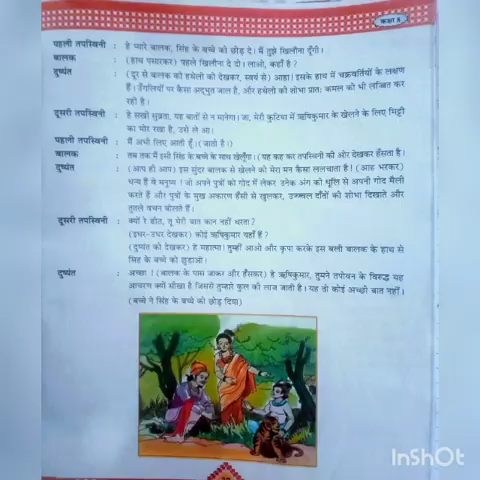 कक्षा 8
पहली तपस्विनी : हे प्यारे बालक, सिंह के बच्चे को छोड़ दे। मैं तुझे खिलौना दूँगी।
बालक : (हाथ पसारकर) पहले खिलौना दे दो। लाओ, कहाँ है?
दुष्यंत : (दूर से बालक की हथेली को देखकर, स्वयं से) आहा! इसके हाथ में चक्रवर्तियों के लक्षण
हैं। उँगलियों पर कैसा अद्भुत जाल है, और हथेली की शोभा प्रातः कमल को भी लज्जित कर
रही है।
दूसरी तपस्विनी : हे सखी सुव्रता, यह बातों से न मानेगा। जा, मेरी कुटिया में ऋषिकुमार के खेलने के लिए मिट्टी
का मोर रखा है, उसे ले आ।
पहली तपस्विनी : मैं अभी लिए आती हूँ। (जाती है।)
बालक : तब तक मैं इसी सिंह के बच्चे के साथ खेलूँगा। (यह कह कर तपस्विनी की ओर देखकर हँसता है।
दुष्यंत : (आप ही आप) इस सुंदर बालक से खेलने को मेरा मन कैसा ललचाता है! (आह भरकर)
धन्य हैं वे मनुष्य! जो अपने पुत्रों को गोद में लेकर उनके अंग की धूलि से अपनी गोद मैली
करते हैं और पुत्रों के मुख अकारण हँसी से खुलकर, उज्ज्वल दाँतों की शोभा दिखाते और
तुतले वचन बोलते हैं।
दूसरी तपस्विनी : क्यों रे ढीठ, तू मेरी बात कान नहीं धरता?
(इधर-उधर देखकर) कोई ऋषिकुमार यहाँ है?
(दुष्यंत को देखकर) हे महात्मा! तुम्हीं आओ और कृपा करके इस बली बालक के हाथ से
सिंह के बच्चे को छुड़ाओ।
दुष्यंत : अच्छा! (बालक के पास जाकर और हँसकर) हे ऋषिकुमार, तुमने तपोवन के विरुद्ध यह
आचरण क्यों सीखा है जिससे तुम्हारे कुल की लाज जाती है। यह तो कोई अच्छी बात नहीं।
(बच्चे ने सिंह के बच्चे को छोड़ दिया)
InShOt